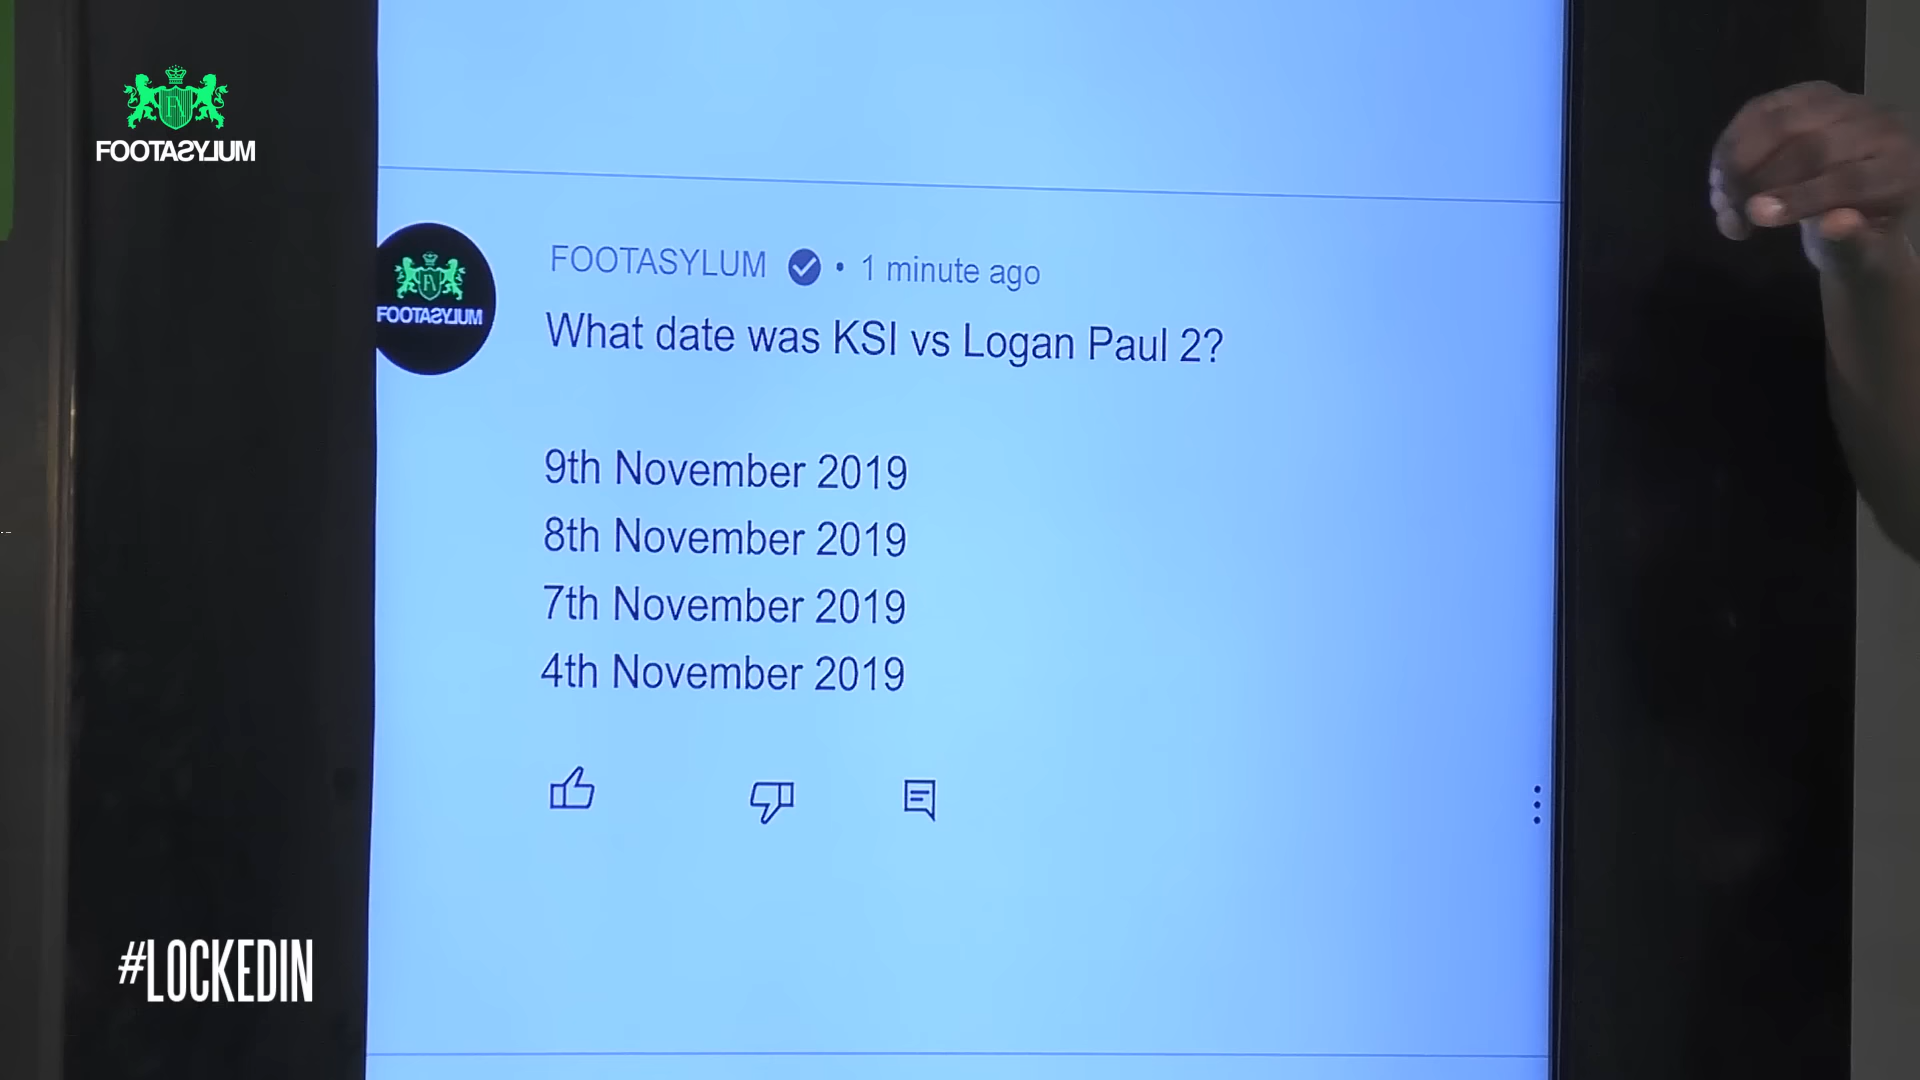 FOOTASYLUM
FOOTASYLUM ✓ • 1 minute ago
FOOTASYLUM
What date was KSI vs Logan Paul 2?
9th November 2019
8th November 2019
7th November 2019
4th November 2019
#LOCKEDIN